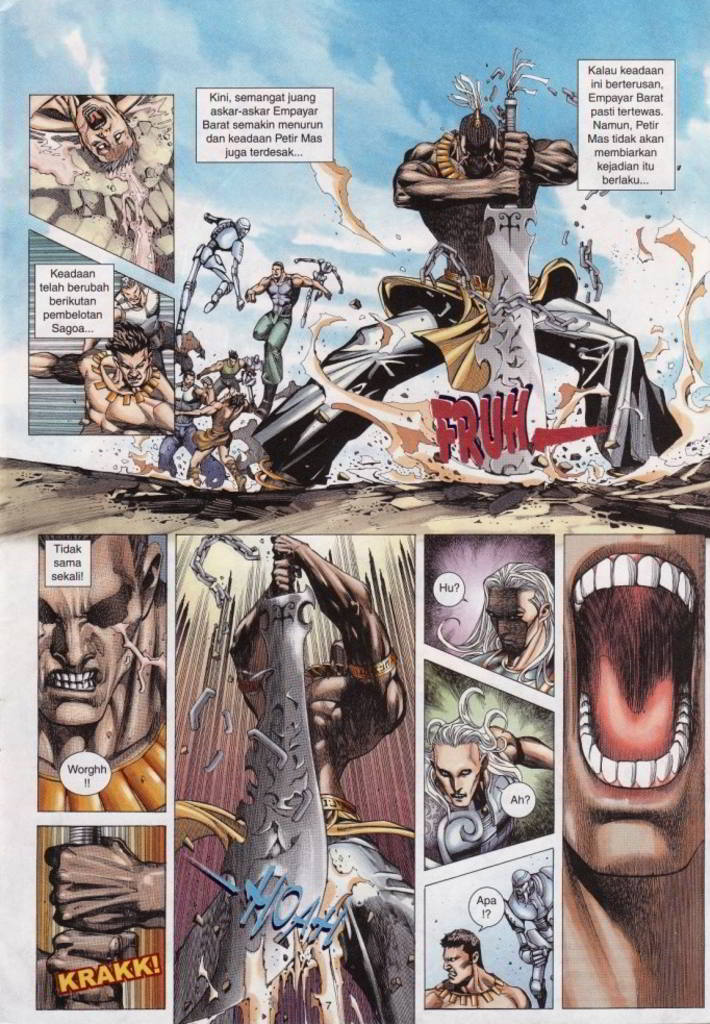 Keadaan
telah berubah
berikutan
pembelotan
Sagoa...
Kini, semangat juang
askar-askar Empayar
Barat semakin menurun
dan keadaan Petir Mas
juga terdesak...
Kalau keadaan
ini berterusan,
Empayar Barat
pasti tertewas.
Namun, Petir
Mas tidak akan
membiarkan
kejadian itu
berlaku...
FRUH
Tidak
sama
sekali!
Worghh
!!
KRAKK!
HOAH
Hu?
Ah?
Apa
!?
7